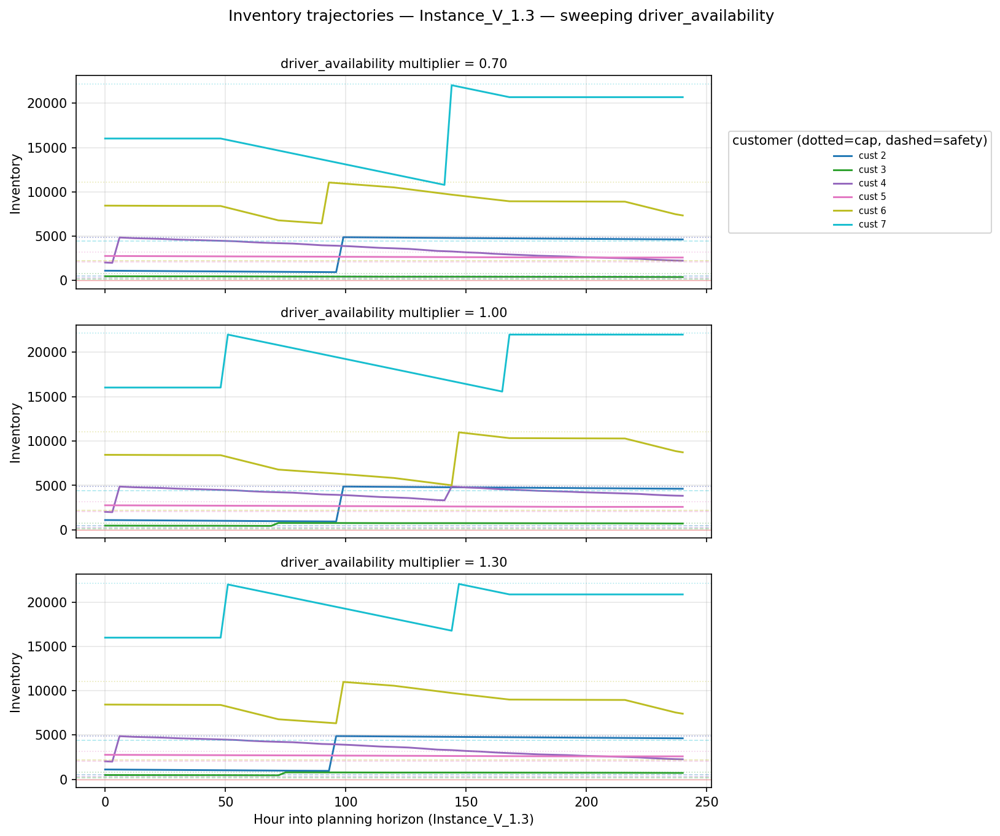 Inventory trajectories — Instance_V_1.3 — sweeping driver_availability
driver_availability multiplier = 0.70
20000
15000
10000
5000
0
Inventory
customer (dotted=cap, dashed=safety)
cust 2
cust 3
cust 4
cust 5
cust 6
cust 7
driver_availability multiplier = 1.00
20000
15000
10000
5000
0
Inventory
driver_availability multiplier = 1.30
20000
15000
10000
5000
0
Inventory
0 50 100 150 200 250
Hour into planning horizon (Instance_V_1.3)